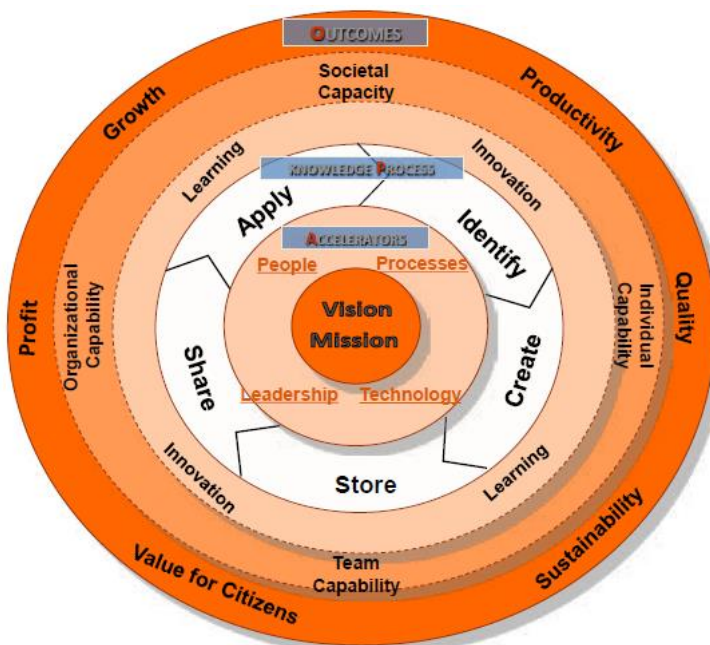 OUTCOMES
Growth
Productivity
Societal
Capacity
Learning
Innovation
KNOWLEDGE PROCESS
Apply
Identify
ACCELERATORS
People
Processes
Vision
Mission
Profit
Organizational
Capability
Individual
Capability
Quality
Share
Create
Leadership
Technology
Store
Innovation
Learning
Team
Capability
Value for Citizens
Sustainability